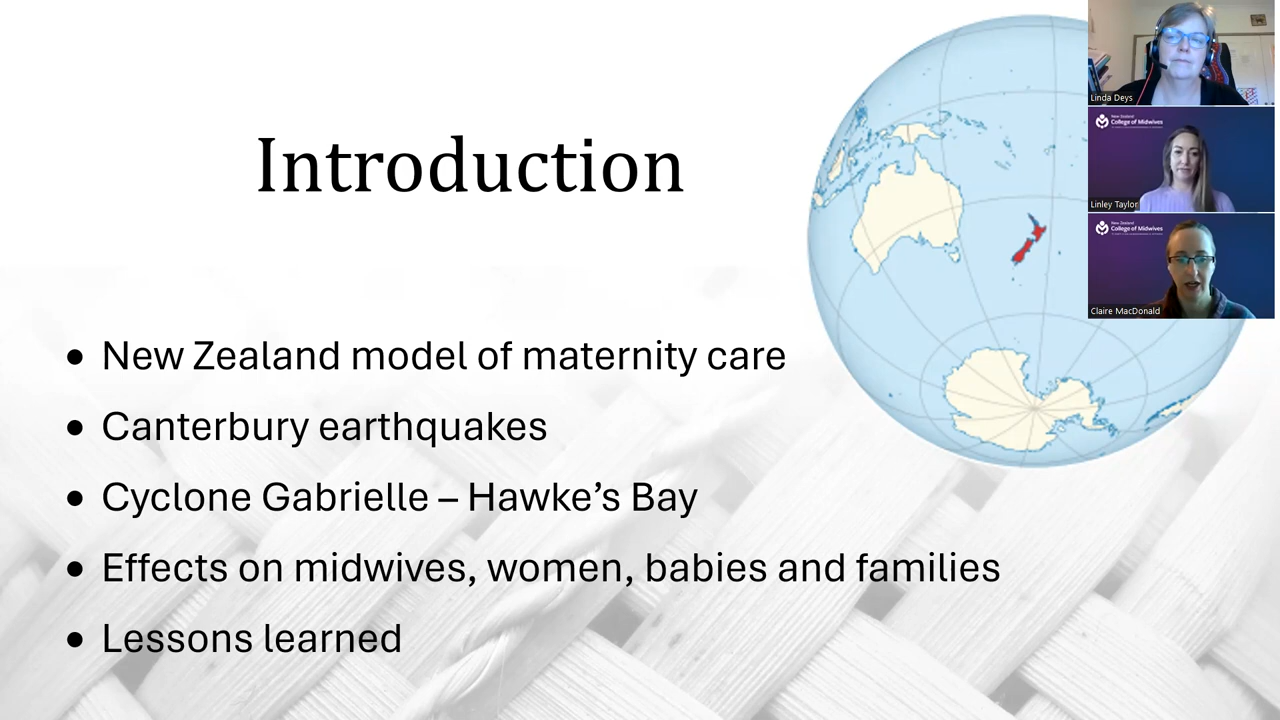 Introduction
• New Zealand model of maternity care
• Canterbury earthquakes
• Cyclone Gabrielle – Hawke’s Bay
• Effects on midwives, women, babies and families
• Lessons learned
Linda Deys
New Zealand
College of Midwives
Linley Taylor
New Zealand
College of Midwives
Claire MacDonald